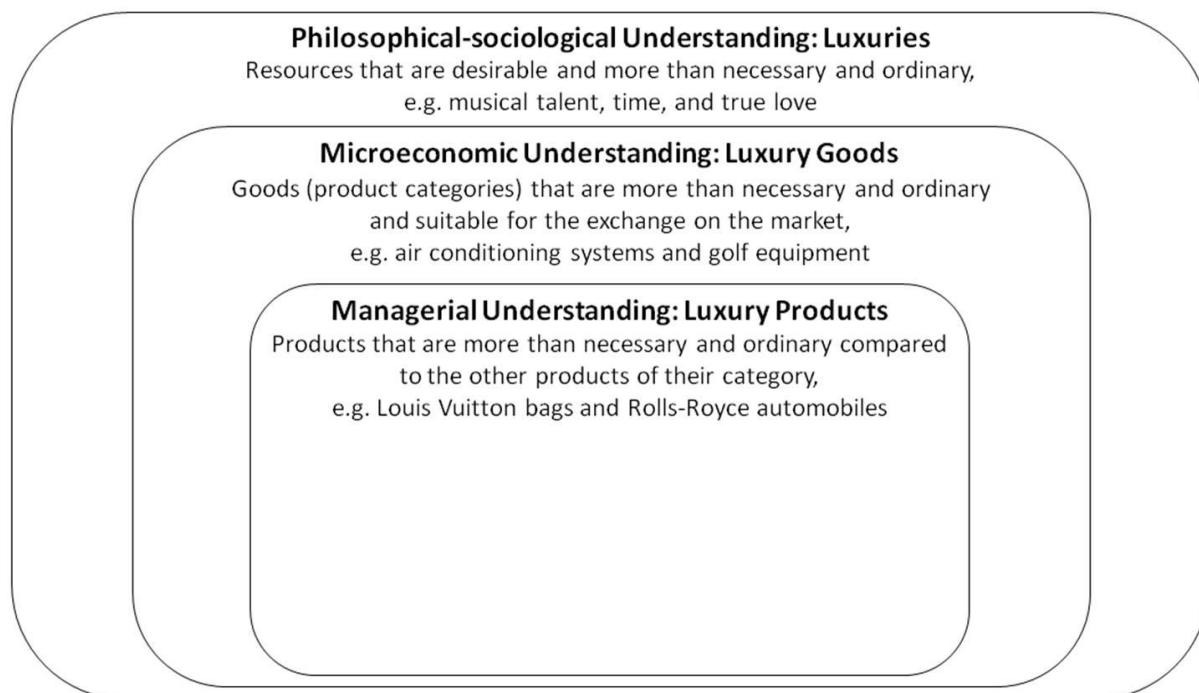 Philosophical-sociological Understanding: Luxuries
Resources that are desirable and more than necessary and ordinary,
e.g. musical talent, time, and true love
Microeconomic Understanding: Luxury Goods
Goods (product categories) that are more than necessary and ordinary
and suitable for the exchange on the market,
e.g. air conditioning systems and golf equipment
Managerial Understanding: Luxury Products
Products that are more than necessary and ordinary compared
to the other products of their category,
e.g. Louis Vuitton bags and Rolls-Royce automobiles